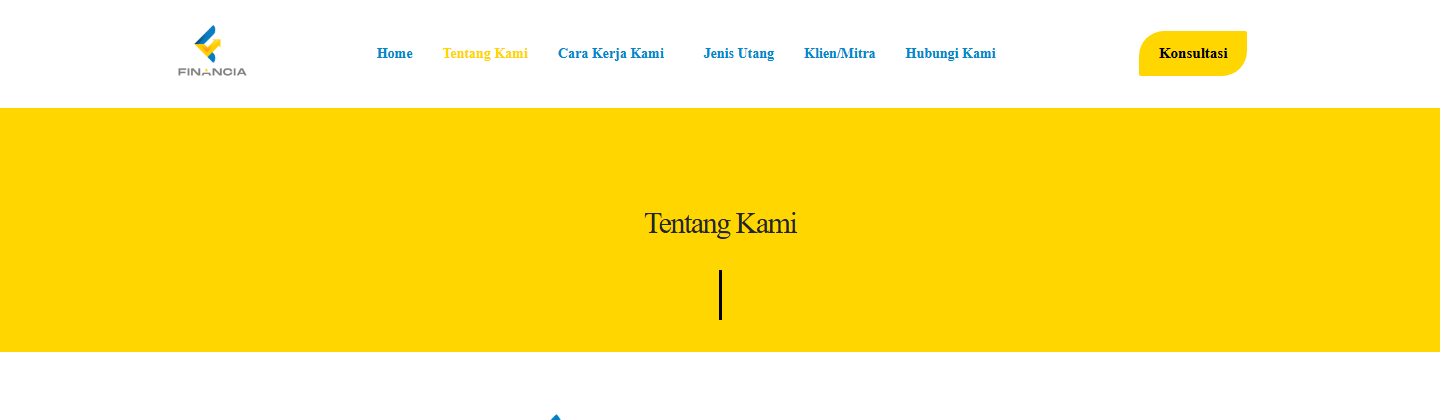 FINANCIA
Home
Tentang Kami
Cara Kerja Kami
Jenis Utang
Klien/Mitra
Hubungi Kami
Konsultasi
Tentang Kami